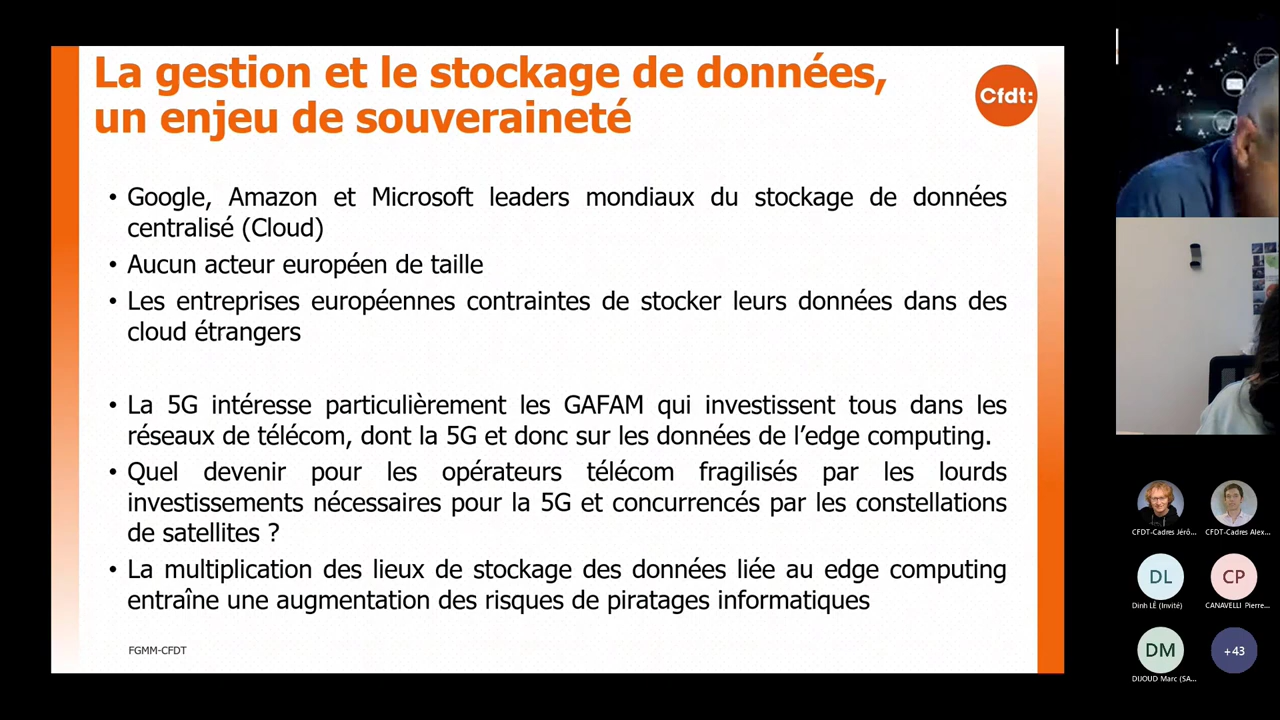 La gestion et le stockage de données,
un enjeu de souveraineté
Cfdt:
• Google, Amazon et Microsoft leaders mondiaux du stockage de données
centralisé (Cloud)
• Aucun acteur européen de taille
• Les entreprises européennes contraintes de stocker leurs données dans des
cloud étrangers
• La 5G intéresse particulièrement les GAFAM qui investissent tous dans les
réseaux de télécom, dont la 5G et donc sur les données de l’edge computing.
• Quel devenir pour les opérateurs télécom fragilisés par les lourds
investissements nécessaires pour la 5G et concurrencés par les constellations
de satellites ?
• La multiplication des lieux de stockage des données liée au edge computing
entraîne une augmentation des risques de piratages informatiques
FGMM-CFDT
CFDT-Cadres Jérô...
CFDT-Cadres Alex...
DL
CP
Dinh LÊ (Invité)
CANAVELLI Pierre...
DM
+43
DIJOUD Marc (SA...